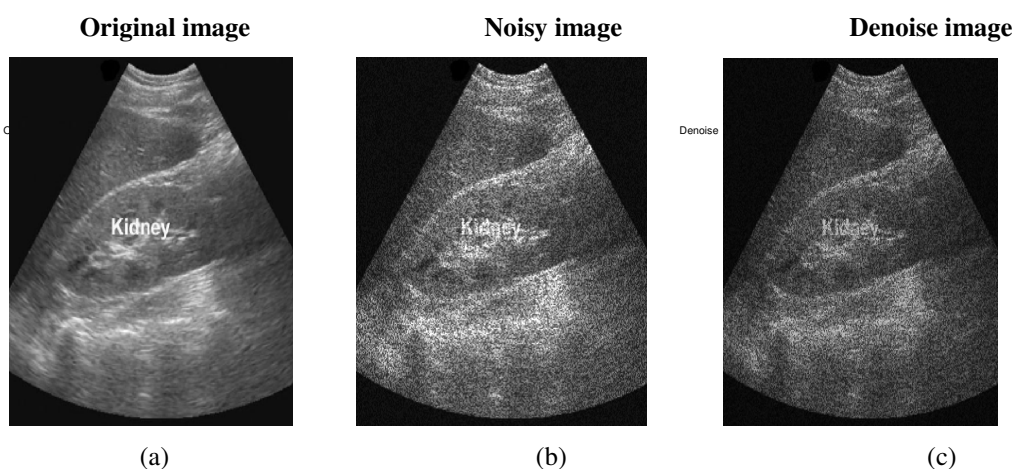 Original image
Noisy image
Denoise image
Denoise
Kidney
Kidney
Kidney
(a)
(b)
(c)